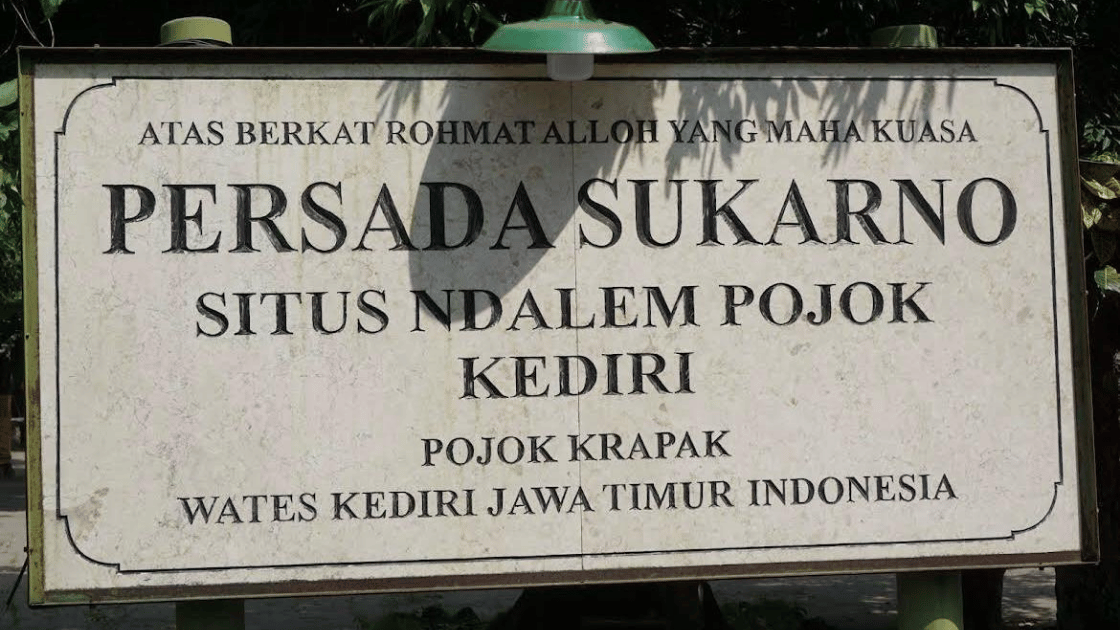 ATAS BERKAT ROHMAT ALLOH YANG MAHA KUASA
PERSADA SUKARNO
SITUS NDALEM POJOK
KEDIRI
POJOK KRAPAK
WATES KEDIRI JAWA TIMUR INDONESIA